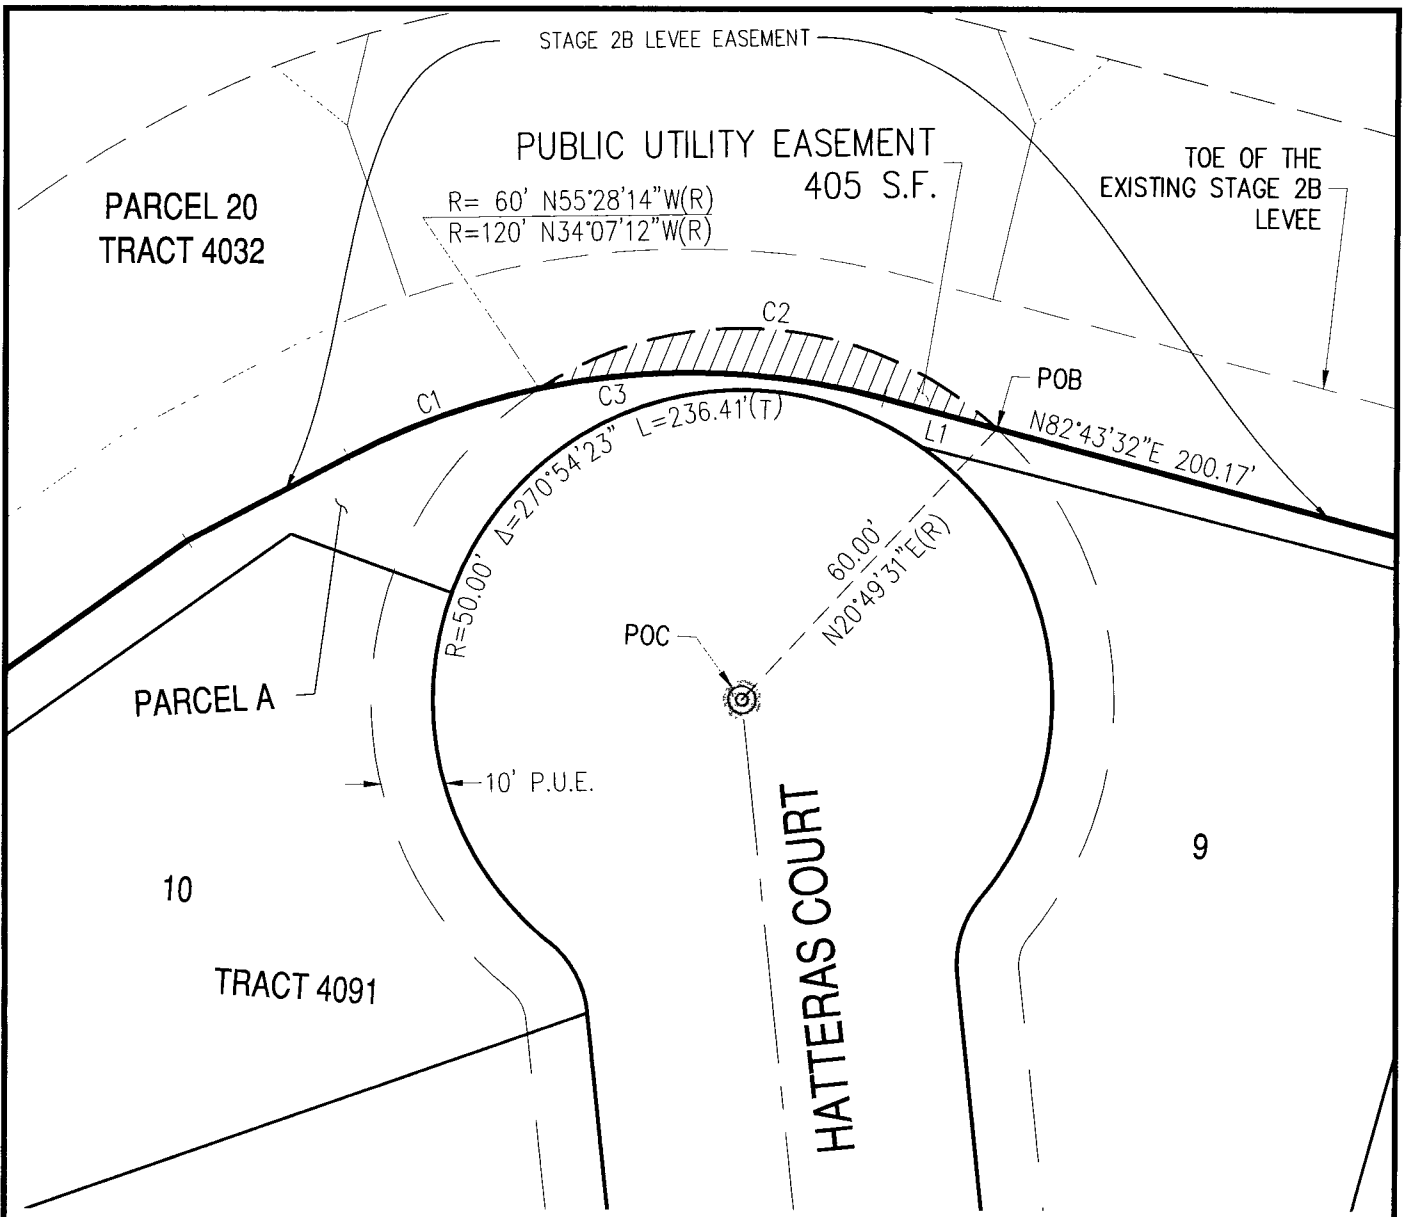 STAGE 2B LEVEE EASEMENT
PUBLIC UTILITY EASEMENT
405 S.F.
TOE OF THE
EXISTING STAGE 2B
LEVEE
PARCEL 20
TRACT 4032
R= 60' N55°28'14"W(R)
R=120' N34°07'12"W(R)
C2
POB
C1
C3
L1
N82°43'32"E 200.17'
R=50.00' Δ=270°54'23" L=236.41'(T)
60.00'
N20°49'31"E(R)
POC
PARCEL A
10' P.U.E.
HATTERAS COURT
9
10
TRACT 4091